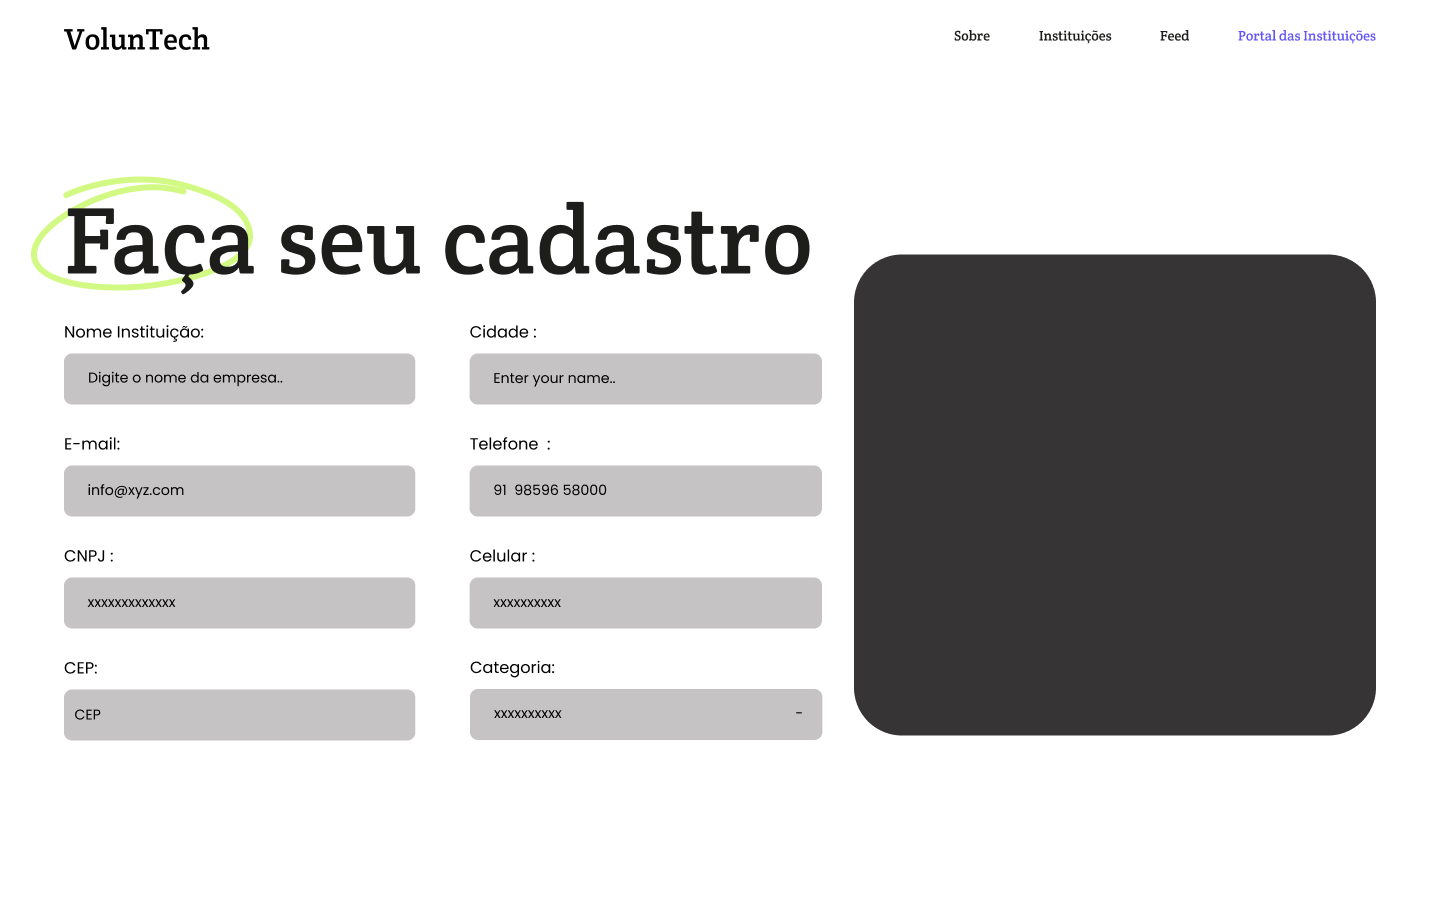 VolunTech
Sobre Instituições Feed Portal das Instituições
Faça seu cadastro
Nome Instituição: Cidade :
Digite o nome da empresa.. Enter your name..
E-mail: Telefone  :
info@xyz.com 91  98596 58000
CNPJ : Celular :
xxxxxxxxxxxxx xxxxxxxxxx
CEP: Categoria:
CEP xxxxxxxxxx -